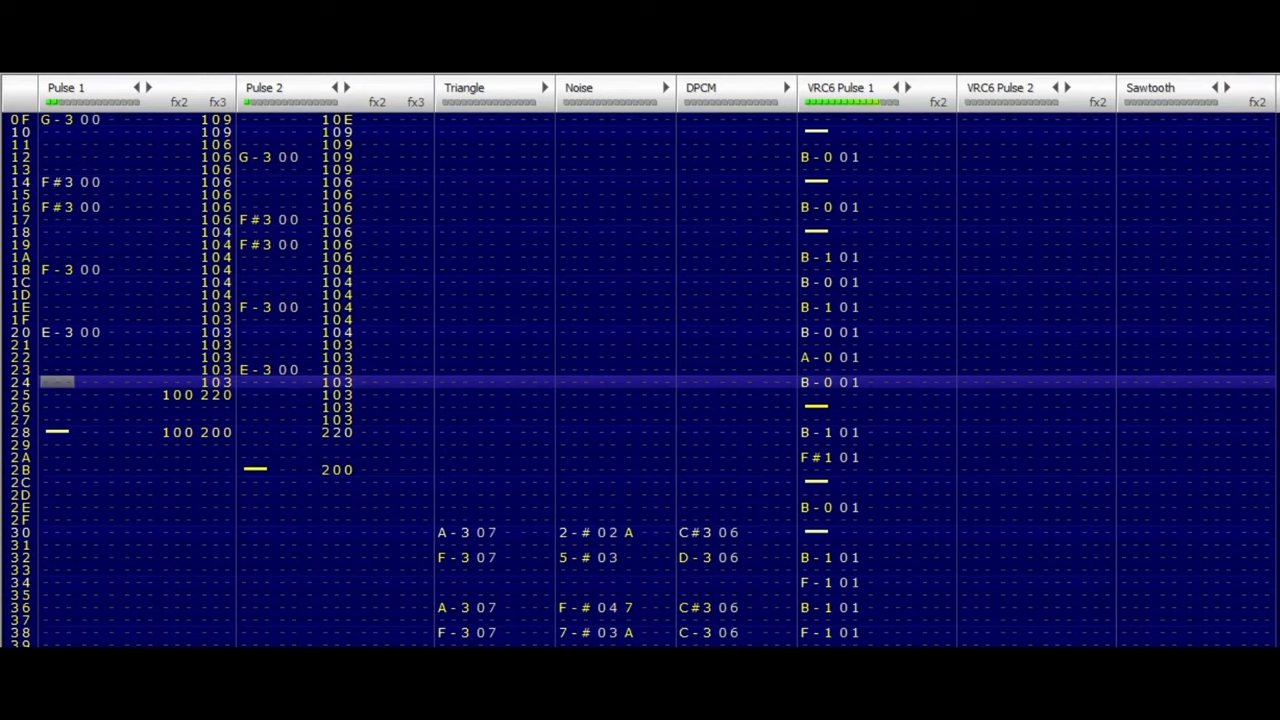 Pulse 1 Pulse 2 Triangle Noise DPCM VRC6 Pulse 1 VRC6 Pulse 2 Sawtooth
fx2 fx3 fx2 fx3 fx2 fx2 fx2
0F G-3 00 109 10E
10 109 109
11 106 109
12 106 G-3 00 109 B-0 01
13 106 109
14 F#3 00 106 106
15 106 106
16 F#3 00 106 106 B-0 01
17 106 F#3 00 106
18 104 106
19 104 F#3 00 106
1A 104 106 B-1 01
1B F-3 00 104 104
1C 104 104 B-0 01
1D 104 104
1E 103 F-3 00 104 B-1 01
1F 103 104
20 E-3 00 103 104 B-0 01
21 103 103
22 103 103 A-0 01
23 103 E-3 00 103
24 103 103 B-0 01
25 100 220 103
26 103
27 103
28 100 200 220 B-1 01
29
2A F#1 01
2B 200
2C
2D
2E B-0 01
2F
30 A-3 07 2-# 02 A C#3 06
31
32 F-3 07 5-# 03 D-3 06 B-1 01
33
34 F-1 01
35
36 A-3 07 F-# 04 7 C#3 06 B-1 01
37
38 F-3 07 7-# 03 A C-3 06 F-1 01
39